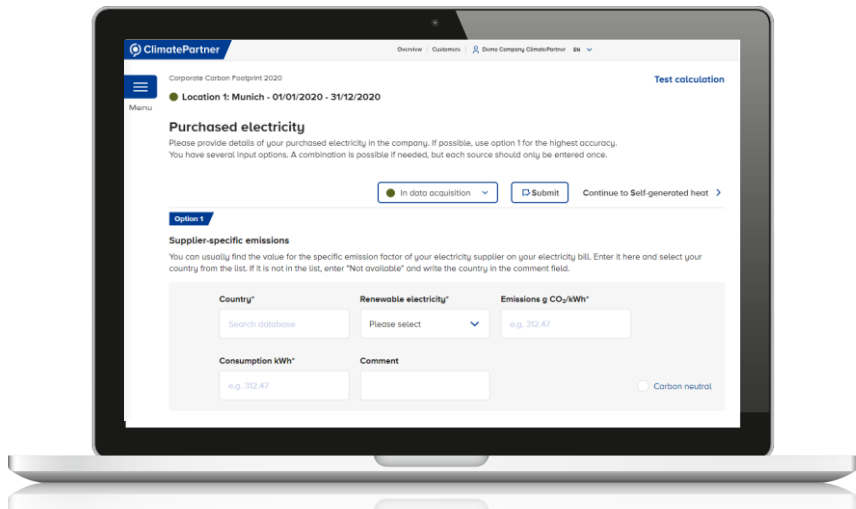 ClimatePartner
Overview | Customers | Demo Company ClimatePartner EN
Menu
Corporate Carbon Footprint 2020
Test calculation
Location 1: Munich - 01/01/2020 - 31/12/2020
Purchased electricity
Please provide details of your purchased electricity in the company. If possible, use option 1 for the highest accuracy.
You have several input options. A combination is possible if needed, but each source should only be entered once.
In data acquisition
Submit
Continue to Self-generated heat
Option 1
Supplier-specific emissions
You can usually find the value for the specific emission factor of your electricity supplier on your electricity bill. Enter it here and select your
country from the list. If it is not in the list, enter "Not available" and write the country in the comment field.
Country* Renewable electricity* Emissions g CO₂/kWh*
Search database Please select e.g. 312.47
Consumption kWh* Comment
e.g. 312.47
Carbon neutral